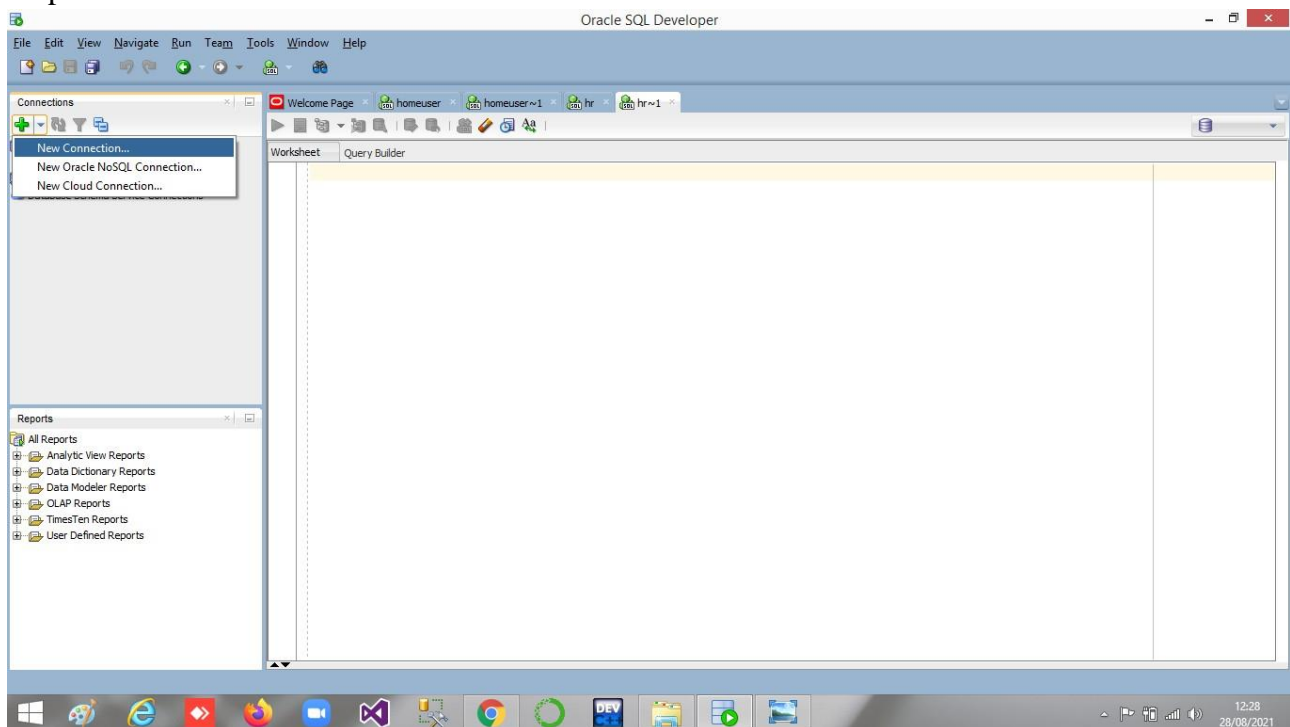 Oracle SQL Developer
File Edit View Navigate Run Team Tools Window Help
Connections
Welcome Page homeuser homeuser~1 hr hr~1
New Connection...
New Oracle NoSQL Connection...
New Cloud Connection...
Worksheet Query Builder
Reports
All Reports
Analytic View Reports
Data Dictionary Reports
Data Modeler Reports
OLAP Reports
TimesTen Reports
User Defined Reports
DEV
12:28
28/08/2021